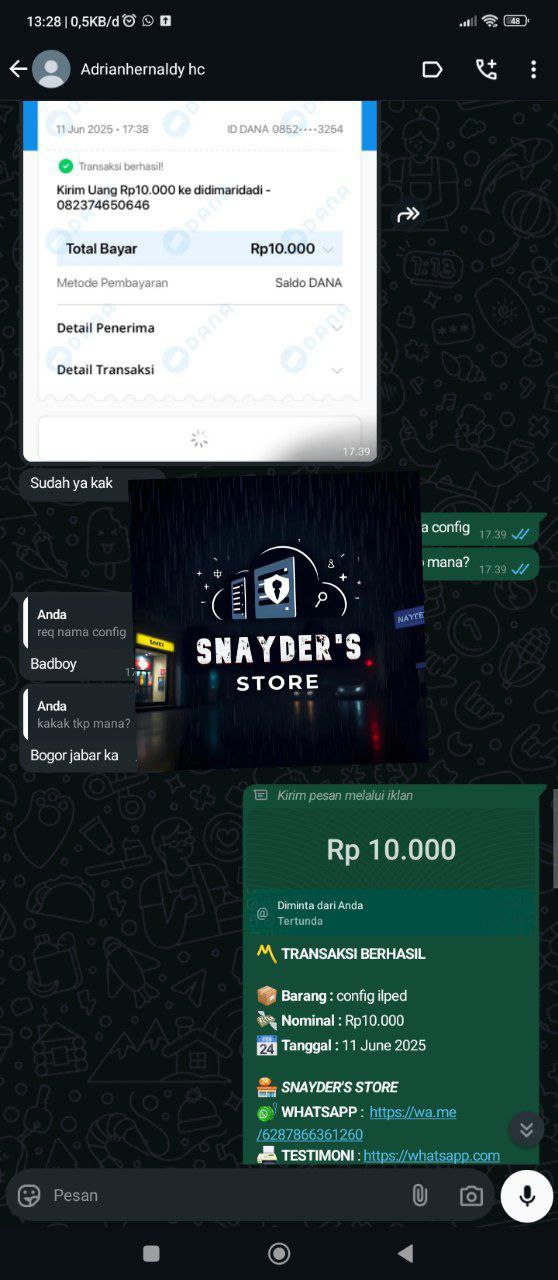 13:28 | 0,5KB/d
48
Adrianhernaldy hc
11 Jun 2025 • 17:38 ID DANA 0852••••3254
Transaksi berhasil!
Kirim Uang Rp10.000 ke didimaridadi -
082374650646
Total Bayar Rp10.000
Metode Pembayaran Saldo DANA
Detail Penerima
Detail Transaksi
DANA
17.39
Sudah ya kak
a config 17.39
mana? 17.39
Anda
req nama config
Badboy
Anda
kakak tkp mana?
Bogor jabar ka
SNAYDER'S
STORE
Kirim pesan melalui iklan
Rp 10.000
Diminta dari Anda
Tertunda
TRANSAKSI BERHASIL
Barang : config ilped
Nominal : Rp10.000
24 Tanggal : 11 June 2025
SNAYDER'S STORE
WHATSAPP : https://wa.me
/6287866361260
TESTIMONI : https://whatsapp.com
Pesan